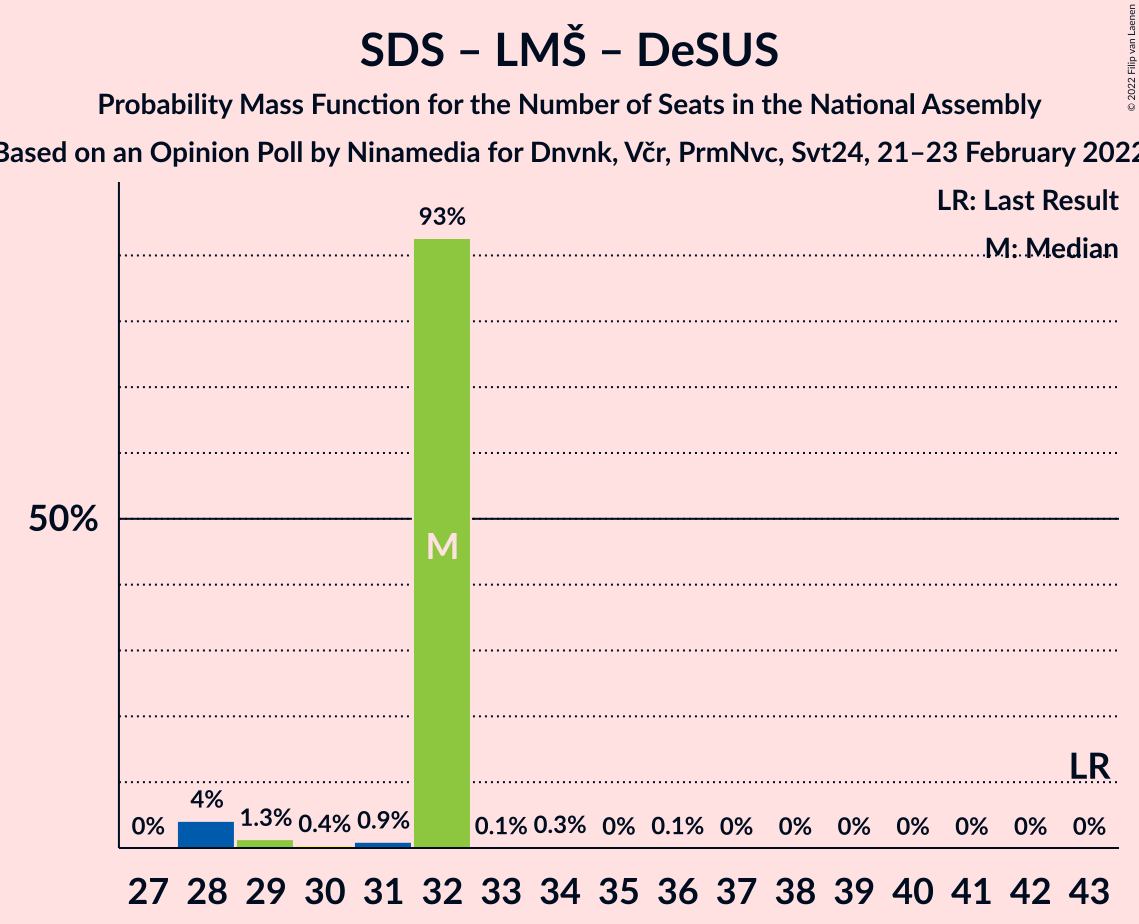 SDS – LMŠ – DeSUS
Probability Mass Function for the Number of Seats in the National Assembly
Based on an Opinion Poll by Ninamedia for Dnvnk, Včr, PrmNvc, Svt24, 21–23 February 2022
© 2022 Filip van Laenen
LR: Last Result
M: Median
93%
50%
M
LR
0% 4% 1.3% 0.4% 0.9% 0.1% 0.3% 0% 0.1% 0% 0% 0% 0% 0% 0% 0%
27 28 29 30 31 32 33 34 35 36 37 38 39 40 41 42 43